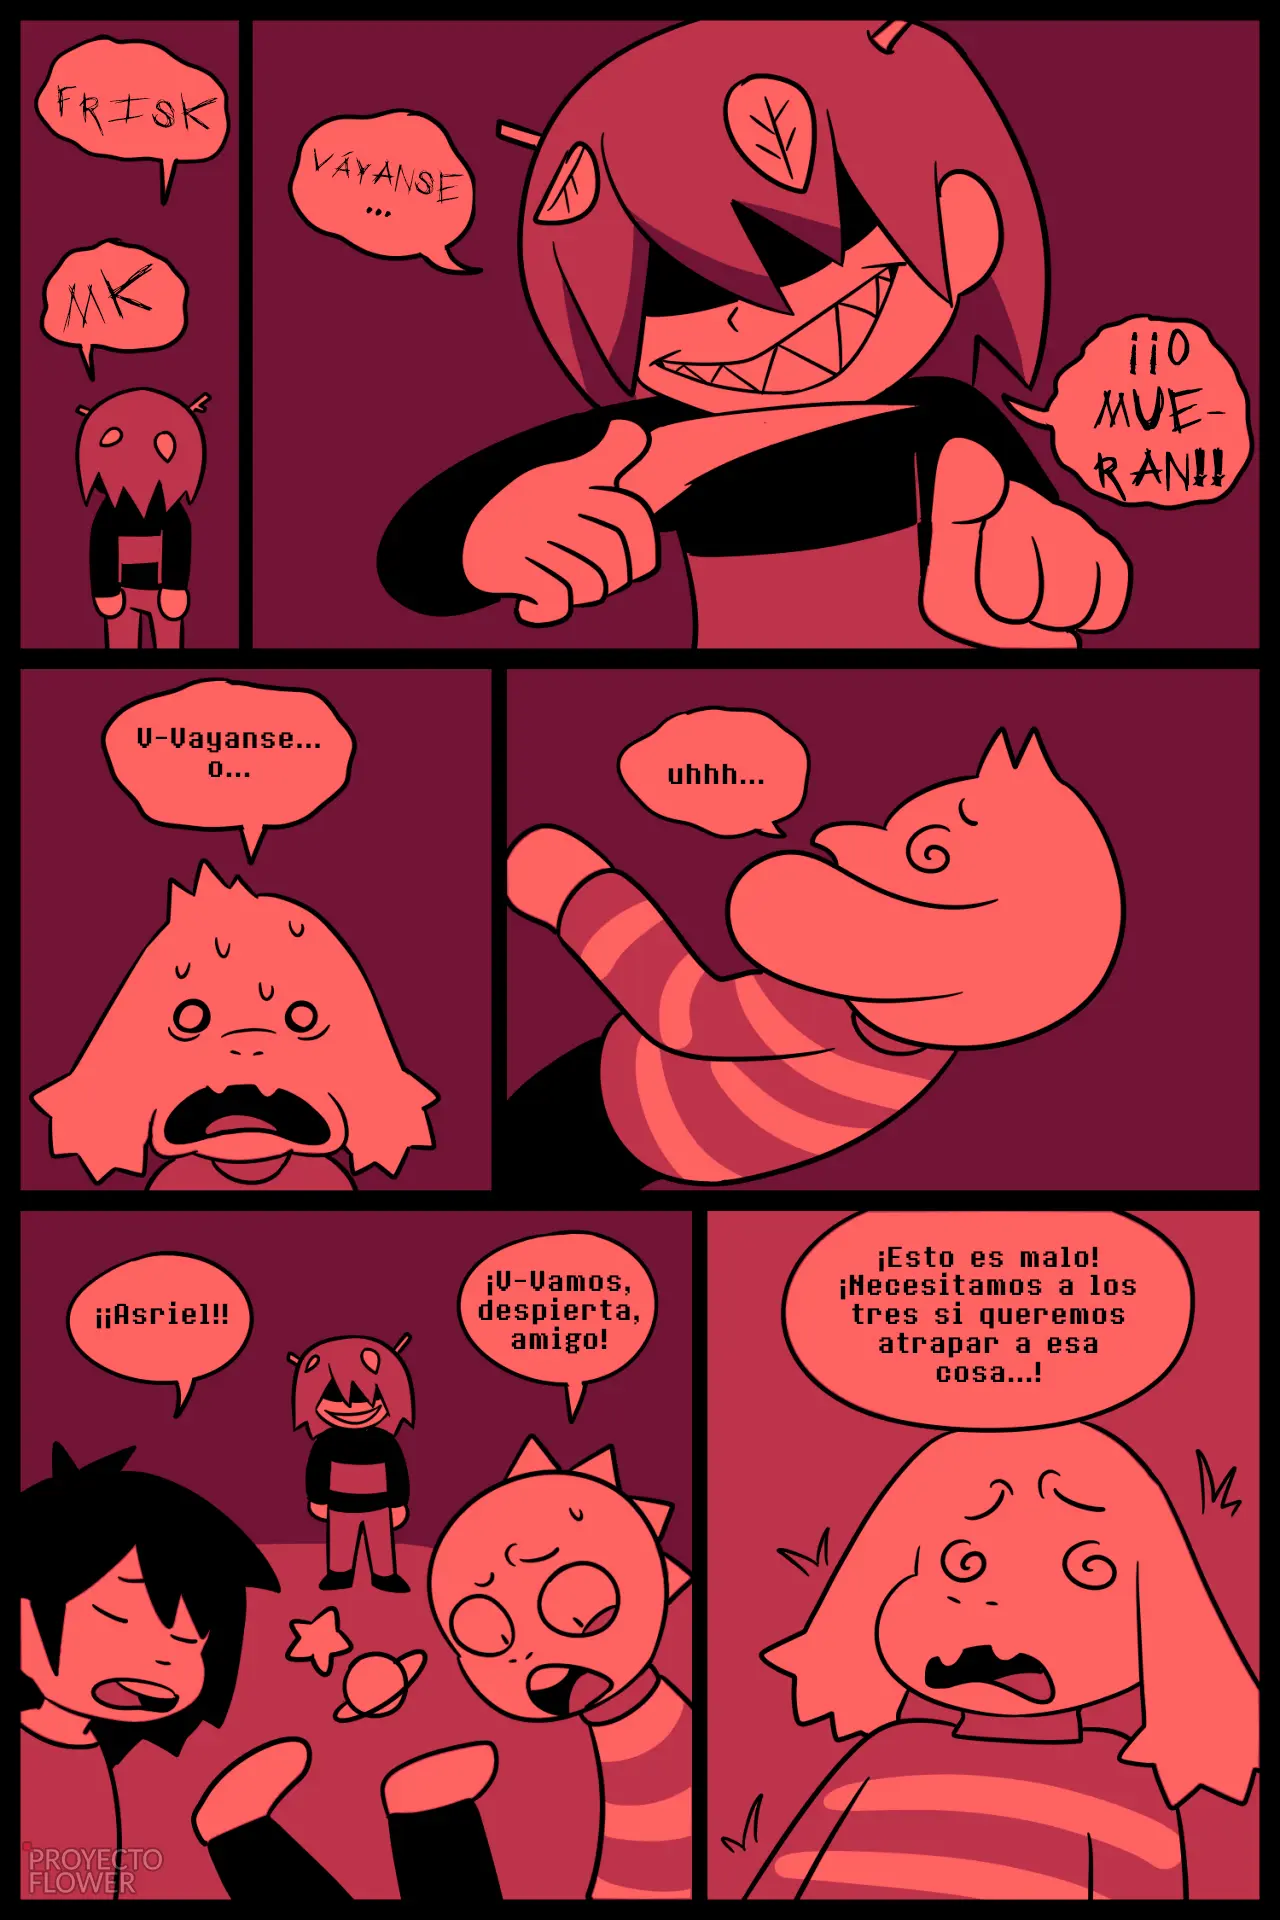 FRISK
MK
VÁYANSE
...
¡¡O
MUE-
RAN!!
V-Vayanse...
o...
uhhh...
¡¡Asriel!!
¡V-Vamos,
despierta,
amigo!
¡Esto es malo!
¡Necesitamos a los
tres si queremos
atrapar a esa
cosa...!
PROYECTO
FLOWER